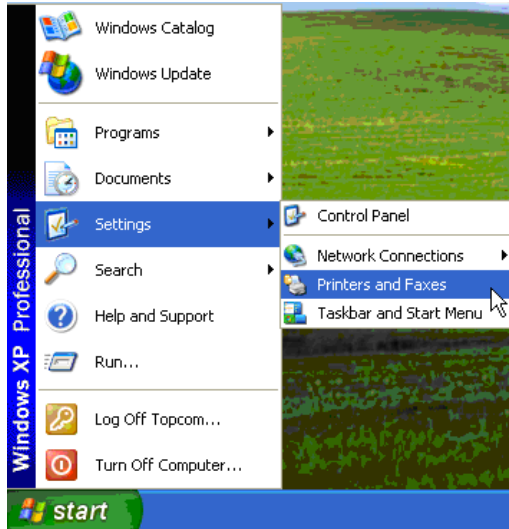 Windows Catalog
Windows Update
Programs
Documents
Settings
Search
Help and Support
Run...
Log Off Topcom...
Turn Off Computer...
Control Panel
Network Connections
Printers and Faxes
Taskbar and Start Menu
Windows XP Professional
start